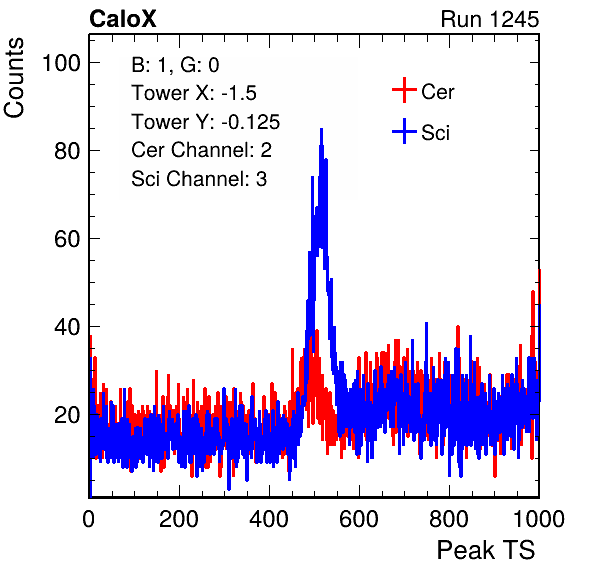 CaloX
Run 1245
Counts
B: 1, G: 0
Tower X: -1.5
Tower Y: -0.125
Cer Channel: 2
Sci Channel: 3
Cer
Sci
100
80
60
40
20
0 200 400 600 800 1000
Peak TS